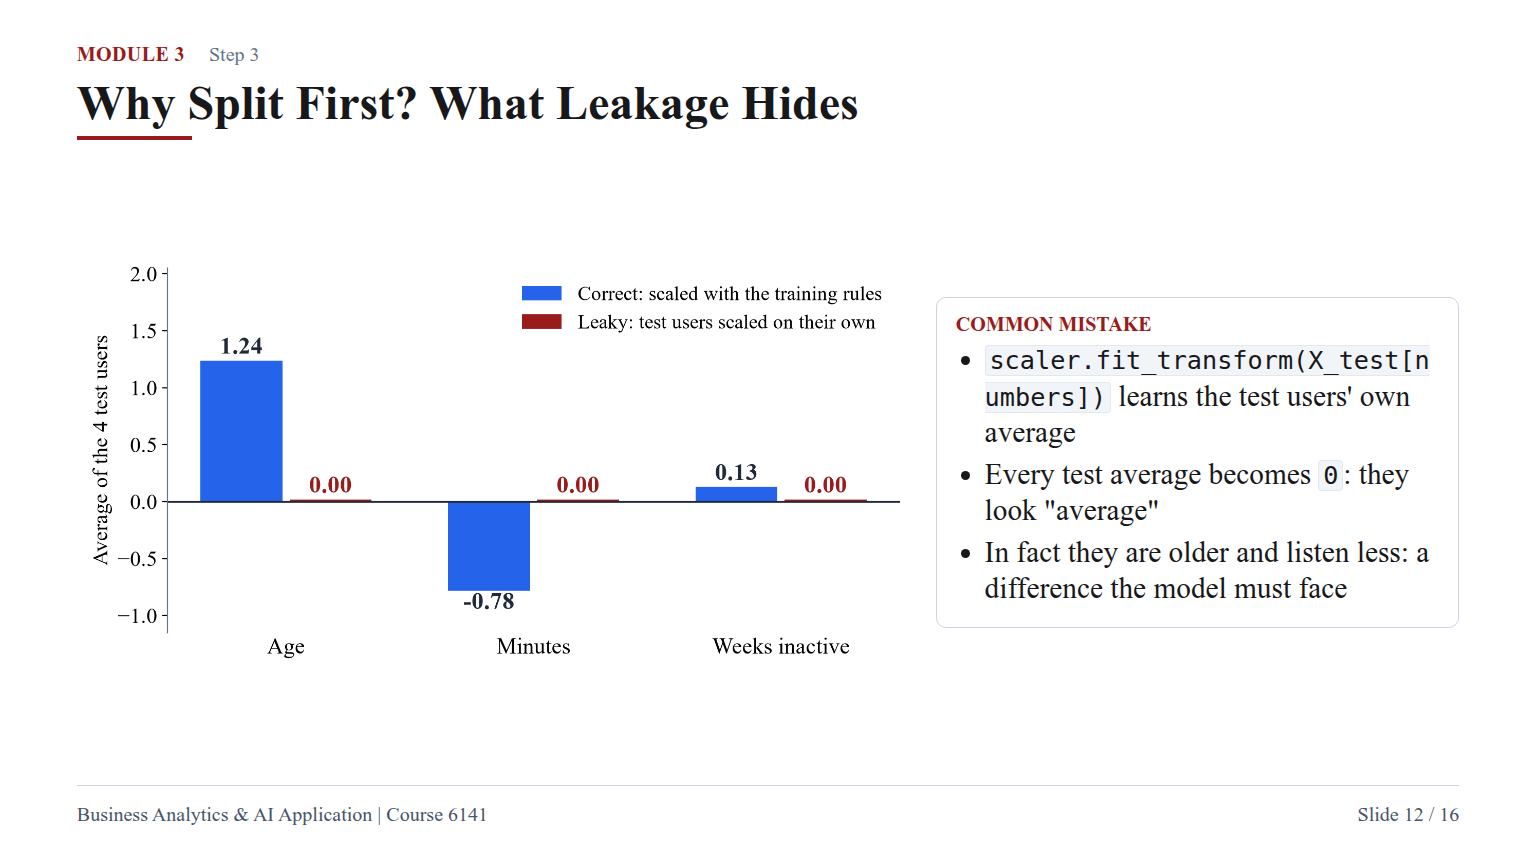 MODULE 3 Step 3
Why Split First? What Leakage Hides
Average of the 4 test users
2.0
1.5
1.0
0.5
0.0
−0.5
−1.0
1.24
0.00
-0.78
0.00
0.13
0.00
Age
Minutes
Weeks inactive
Correct: scaled with the training rules
Leaky: test users scaled on their own
COMMON MISTAKE
• scaler.fit_transform(X_test[n
umbers]) learns the test users' own
average
• Every test average becomes 0: they
look "average"
• In fact they are older and listen less: a
difference the model must face
Business Analytics & AI Application | Course 6141
Slide 12 / 16